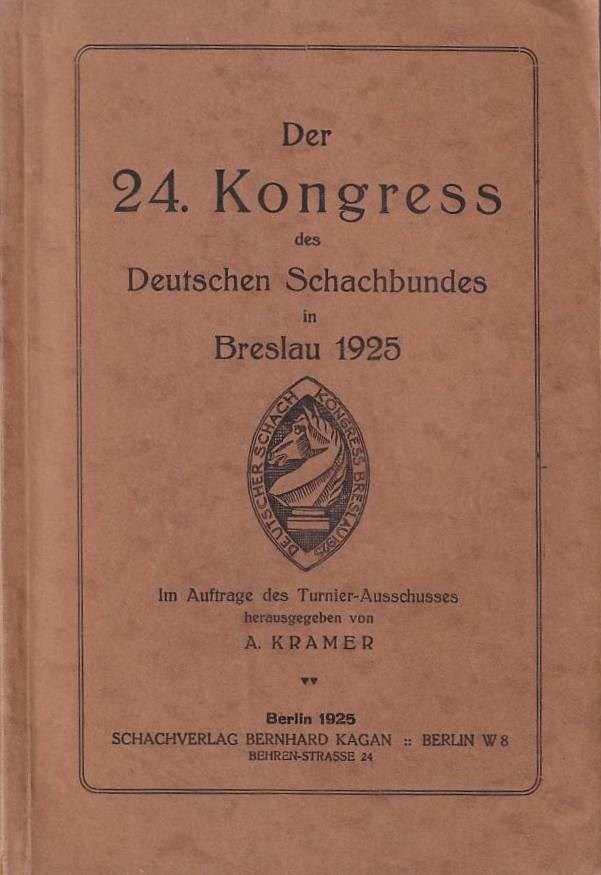 Der
24. Kongress
des
Deutschen Schachbundes
in
Breslau 1925
DEUTSCHER SCHACH KONGRESS BRESLAU 1925
Im Auftrage des Turnier-Ausschusses
herausgegeben von
A. KRAMER
Berlin 1925
SCHACHVERLAG BERNHARD KAGAN :: BERLIN W 8
BEHREN-STRASSE 24